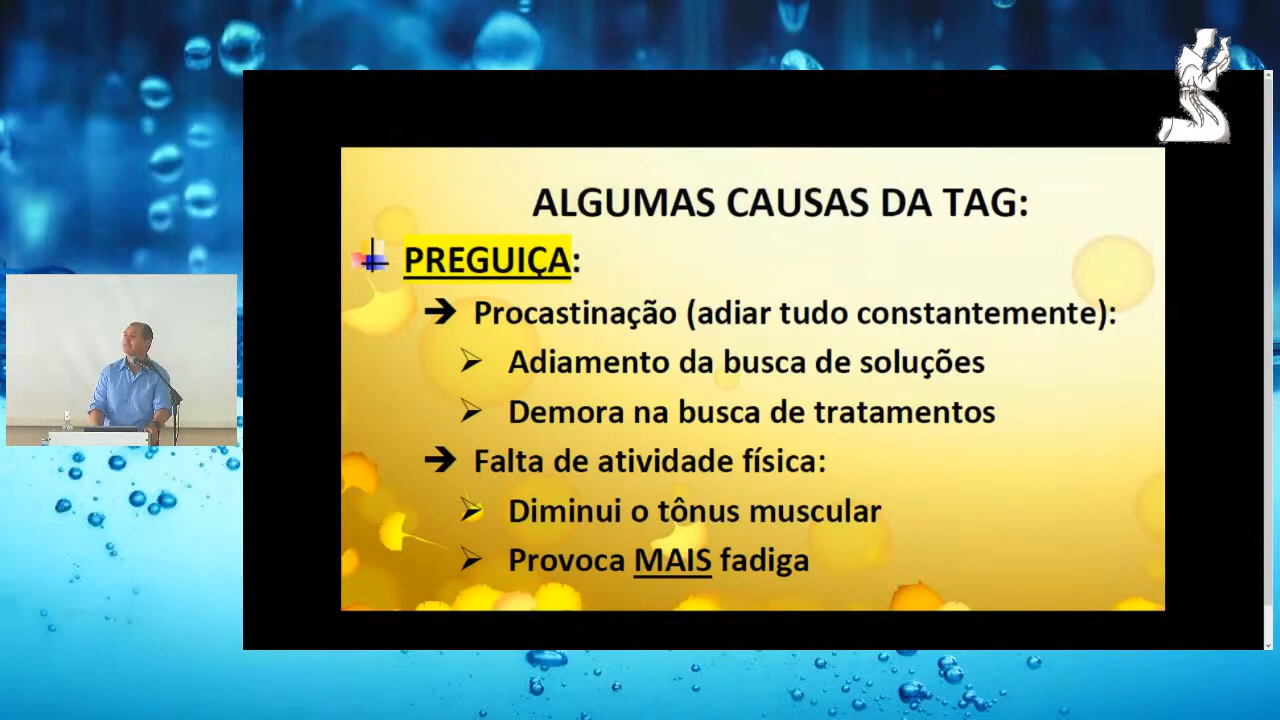 ALGUMAS CAUSAS DA TAG:
PREGUIÇA:
➔ Procastinação (adiar tudo constantemente):
➢ Adiamento da busca de soluções
➢ Demora na busca de tratamentos
➔ Falta de atividade física:
➢ Diminui o tônus muscular
➢ Provoca MAIS fadiga